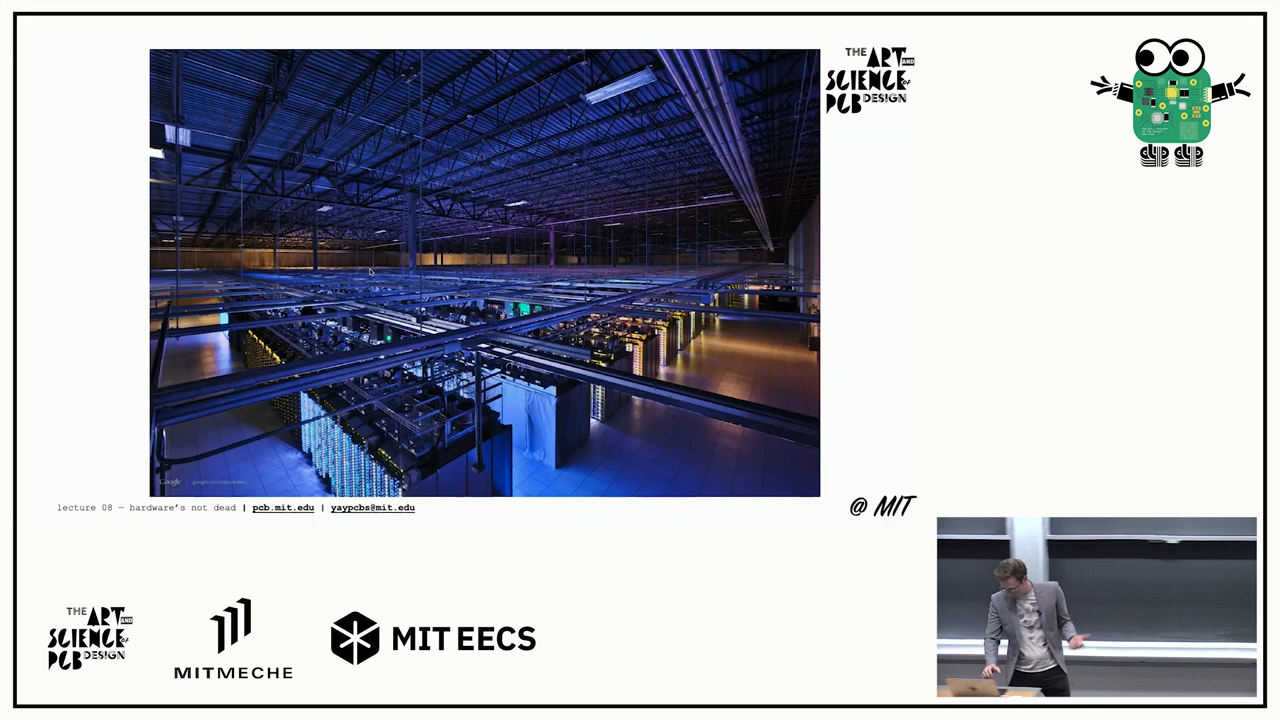 THE ART AND
SCIENCE of
PCB DESIGN
Google
lecture 08 — hardware's not dead | pcb.mit.edu | yaypcbs@mit.edu
@ MIT
THE ART AND
SCIENCE of
PCB DESIGN
MITMECHE
MIT EECS